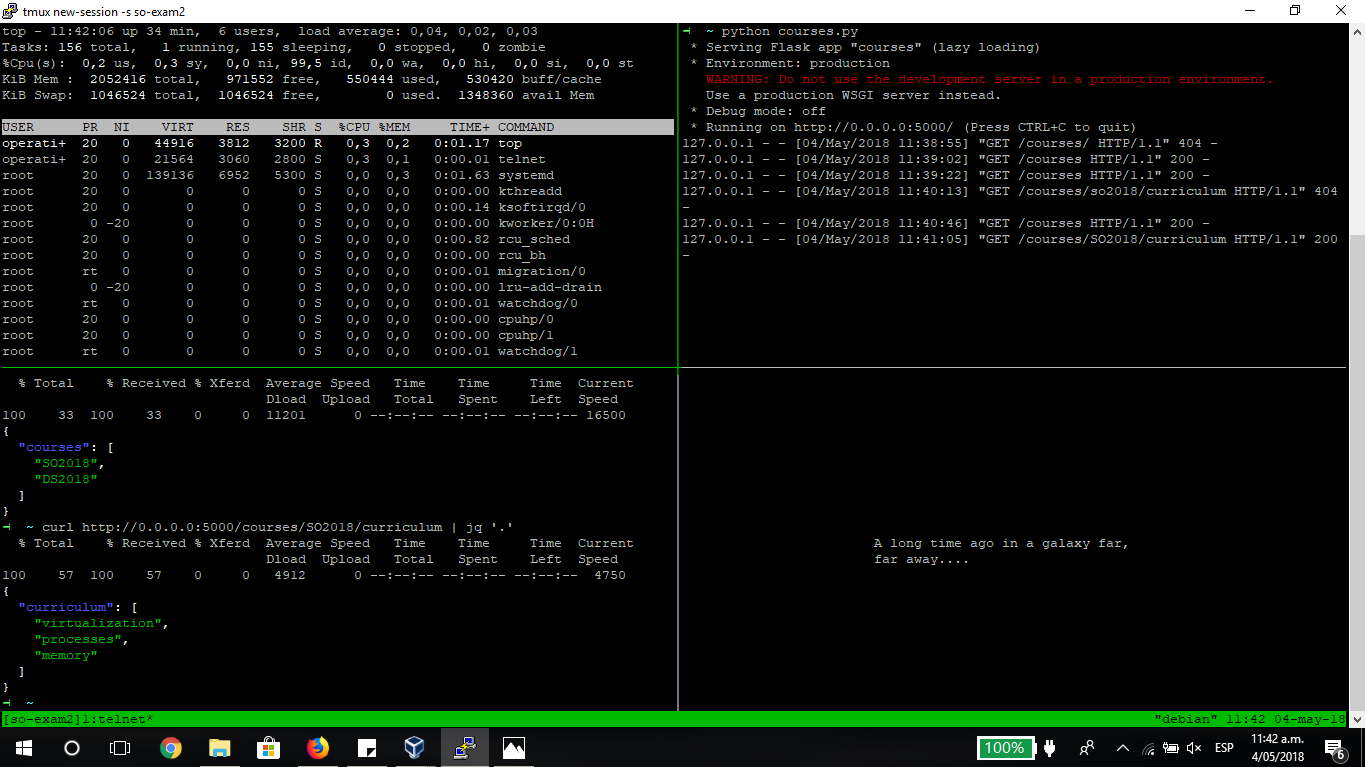 tmux new-session -s so-exam2
top - 11:42:06 up 34 min,  6 users,  load average: 0,04, 0,02, 0,03
Tasks: 156 total,   1 running, 155 sleeping,   0 stopped,   0 zombie
%Cpu(s):  0,2 us,  0,3 sy,  0,0 ni, 99,5 id,  0,0 wa,  0,0 hi,  0,0 si,  0,0 st
KiB Mem :  2052416 total,   971552 free,   550444 used,   530420 buff/cache
KiB Swap:  1046524 total,  1046524 free,        0 used.  1348360 avail Mem
USER      PR  NI    VIRT    RES    SHR S  %CPU %MEM     TIME+ COMMAND
operati+  20   0   44916   3812   3200 R   0,3  0,2   0:01.17 top
operati+  20   0   21564   3060   2800 S   0,3  0,1   0:00.01 telnet
root      20   0  139136   6952   5300 S   0,0  0,3   0:01.63 systemd
root      20   0       0      0      0 S   0,0  0,0   0:00.00 kthreadd
root      20   0       0      0      0 S   0,0  0,0   0:00.14 ksoftirqd/0
root       0 -20       0      0      0 S   0,0  0,0   0:00.00 kworker/0:0H
root      20   0       0      0      0 S   0,0  0,0   0:00.82 rcu_sched
root      20   0       0      0      0 S   0,0  0,0   0:00.00 rcu_bh
root      rt   0       0      0      0 S   0,0  0,0   0:00.01 migration/0
root       0 -20       0      0      0 S   0,0  0,0   0:00.00 lru-add-drain
root      rt   0       0      0      0 S   0,0  0,0   0:00.01 watchdog/0
root      20   0       0      0      0 S   0,0  0,0   0:00.00 cpuhp/0
root      20   0       0      0      0 S   0,0  0,0   0:00.00 cpuhp/1
root      rt   0       0      0      0 S   0,0  0,0   0:00.01 watchdog/1
~ python courses.py
* Serving Flask app "courses" (lazy loading)
* Environment: production
WARNING: Do not use the development server in a production environment.
Use a production WSGI server instead.
* Debug mode: off
* Running on http://0.0.0.0:5000/ (Press CTRL+C to quit)
127.0.0.1 - - [04/May/2018 11:38:55] "GET /courses/ HTTP/1.1" 404 -
127.0.0.1 - - [04/May/2018 11:39:02] "GET /courses HTTP/1.1" 200 -
127.0.0.1 - - [04/May/2018 11:39:22] "GET /courses HTTP/1.1" 200 -
127.0.0.1 - - [04/May/2018 11:40:13] "GET /courses/so2018/curriculum HTTP/1.1" 404
-
127.0.0.1 - - [04/May/2018 11:40:46] "GET /courses HTTP/1.1" 200 -
127.0.0.1 - - [04/May/2018 11:41:05] "GET /courses/SO2018/curriculum HTTP/1.1" 200
-
% Total    % Received % Xferd  Average Speed   Time    Time     Time  Current
Dload  Upload   Total   Spent    Left  Speed
100    33  100    33    0     0  11201      0 --:--:-- --:--:-- --:--:-- 16500
{
"courses": [
"SO2018",
"DS2018"
]
}
~ curl http://0.0.0.0:5000/courses/SO2018/curriculum | jq '.'
% Total    % Received % Xferd  Average Speed   Time    Time     Time  Current
Dload  Upload   Total   Spent    Left  Speed
100    57  100    57    0     0   4912      0 --:--:-- --:--:-- --:--:--  4750
{
"curriculum": [
"virtualization",
"processes",
"memory"
]
}
~
A long time ago in a galaxy far,
far away....
[so-exam2]1:telnet*
"debian" 11:42 04-may-18
100%
ESP
11:42 a.m.
4/05/2018
6